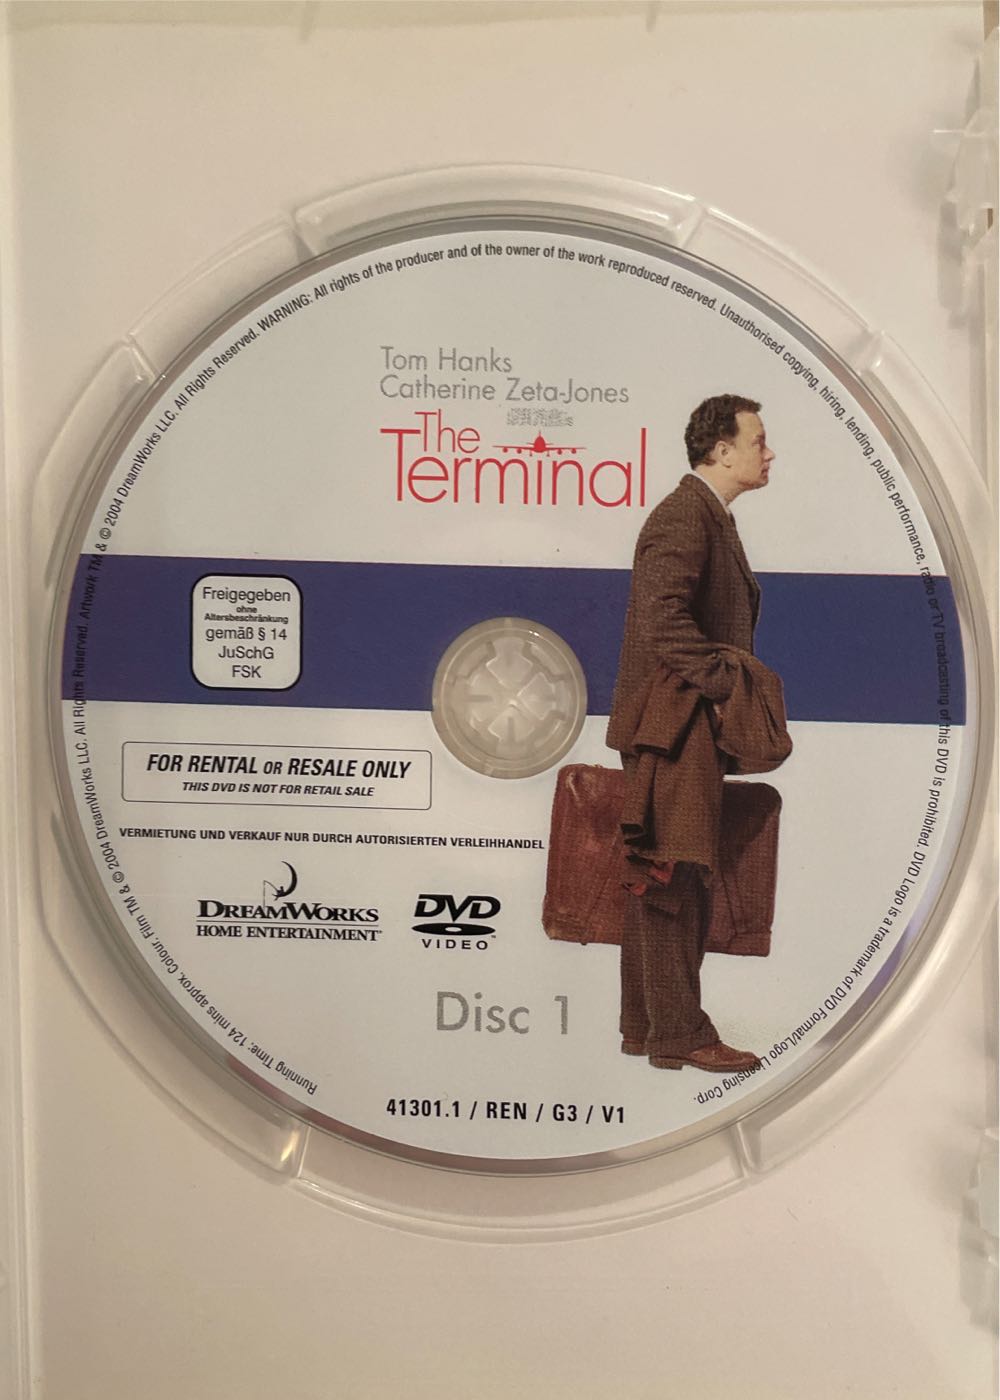 Running Time: 124 mins approx. Colour. Film TM & © 2004 DreamWorks LLC. All Rights Reserved. Artwork TM & © 2004 DreamWorks LLC. All Rights Reserved. WARNING: All rights of the producer and of the owner of the work reproduced reserved. Unauthorised copying, hiring, lending, public performance, radio or TV broadcasting of this DVD is prohibited. DVD Logo is a trademark of DVD Format/Logo Licensing Corp.
Tom Hanks
Catherine Zeta-Jones
The
Terminal
Freigegeben
ohne
Altersbeschränkung
gemäß § 14
JuSchG
FSK
FOR RENTAL OR RESALE ONLY
THIS DVD IS NOT FOR RETAIL SALE
VERMIETUNG UND VERKAUF NUR DURCH AUTORISIERTEN VERLEIHHANDEL
DREAMWORKS
HOME ENTERTAINMENT™
DVD
VIDEO™
Disc 1
41301.1 / REN / G3 / V1